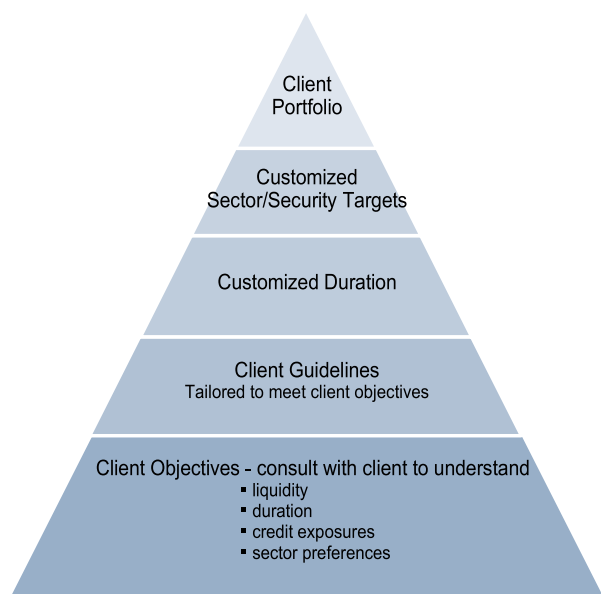 Client
Portfolio
Customized
Sector/Security Targets
Customized Duration
Client Guidelines
Tailored to meet client objectives
Client Objectives - consult with client to understand
▪ liquidity
▪ duration
▪ credit exposures
▪ sector preferences